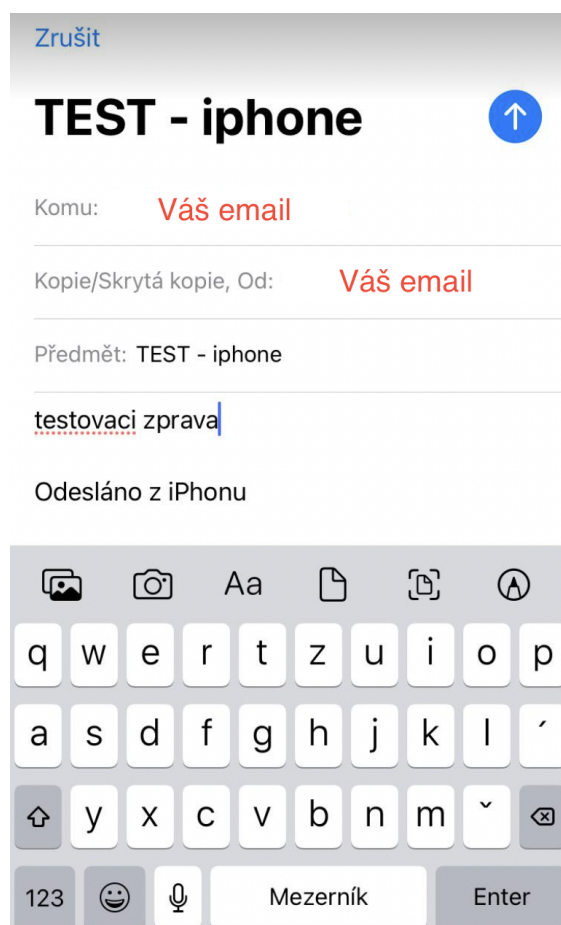 Zrušit
TEST - iphone
Komu: Váš email
Kopie/Skrytá kopie, Od: Váš email
Předmět: TEST - iphone
testovaci zprava
Odesláno z iPhonu
Aa
q w e r t z u i o p
a s d f g h j k l ´
y x c v b n m ˇ
123 Mezerník Enter